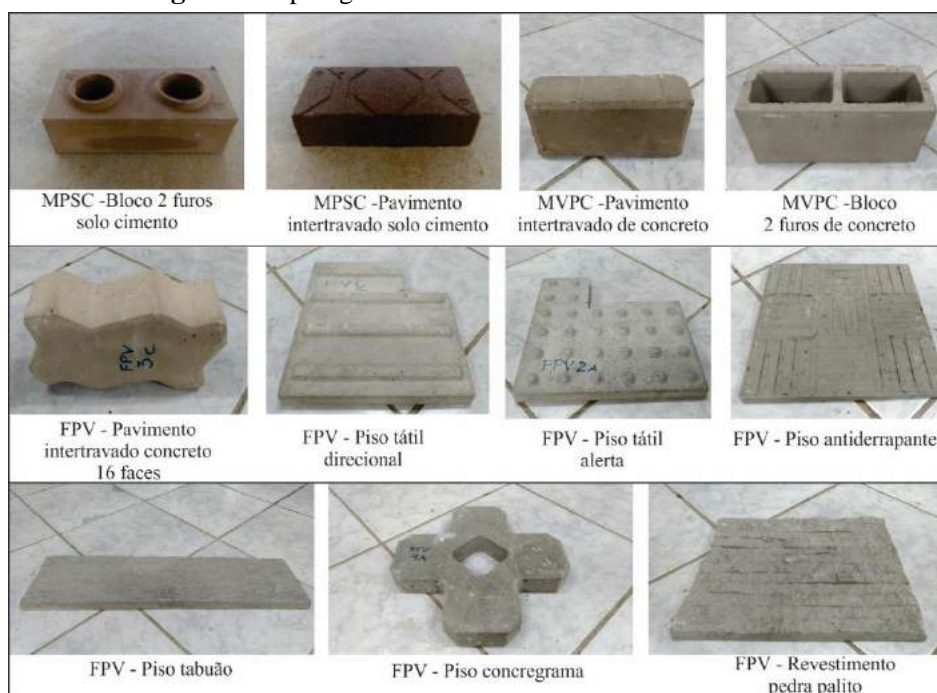 MPSC -Bloco 2 furos
solo cimento
MPSC -Pavimento
intertravado solo cimento
MVPC -Pavimento
intertravado de concreto
MVPC -Bloco
2 furos de concreto
FPV
3C
FPV - Pavimento
intertravado concreto
16 faces
FPV - Piso tátil
direcional
FPV-2A
FPV - Piso tátil
alerta
FPV - Piso antiderrapante
FPV - Piso tabuão
4A
FPV - Piso concregrama
FPV - Revestimento
pedra palito